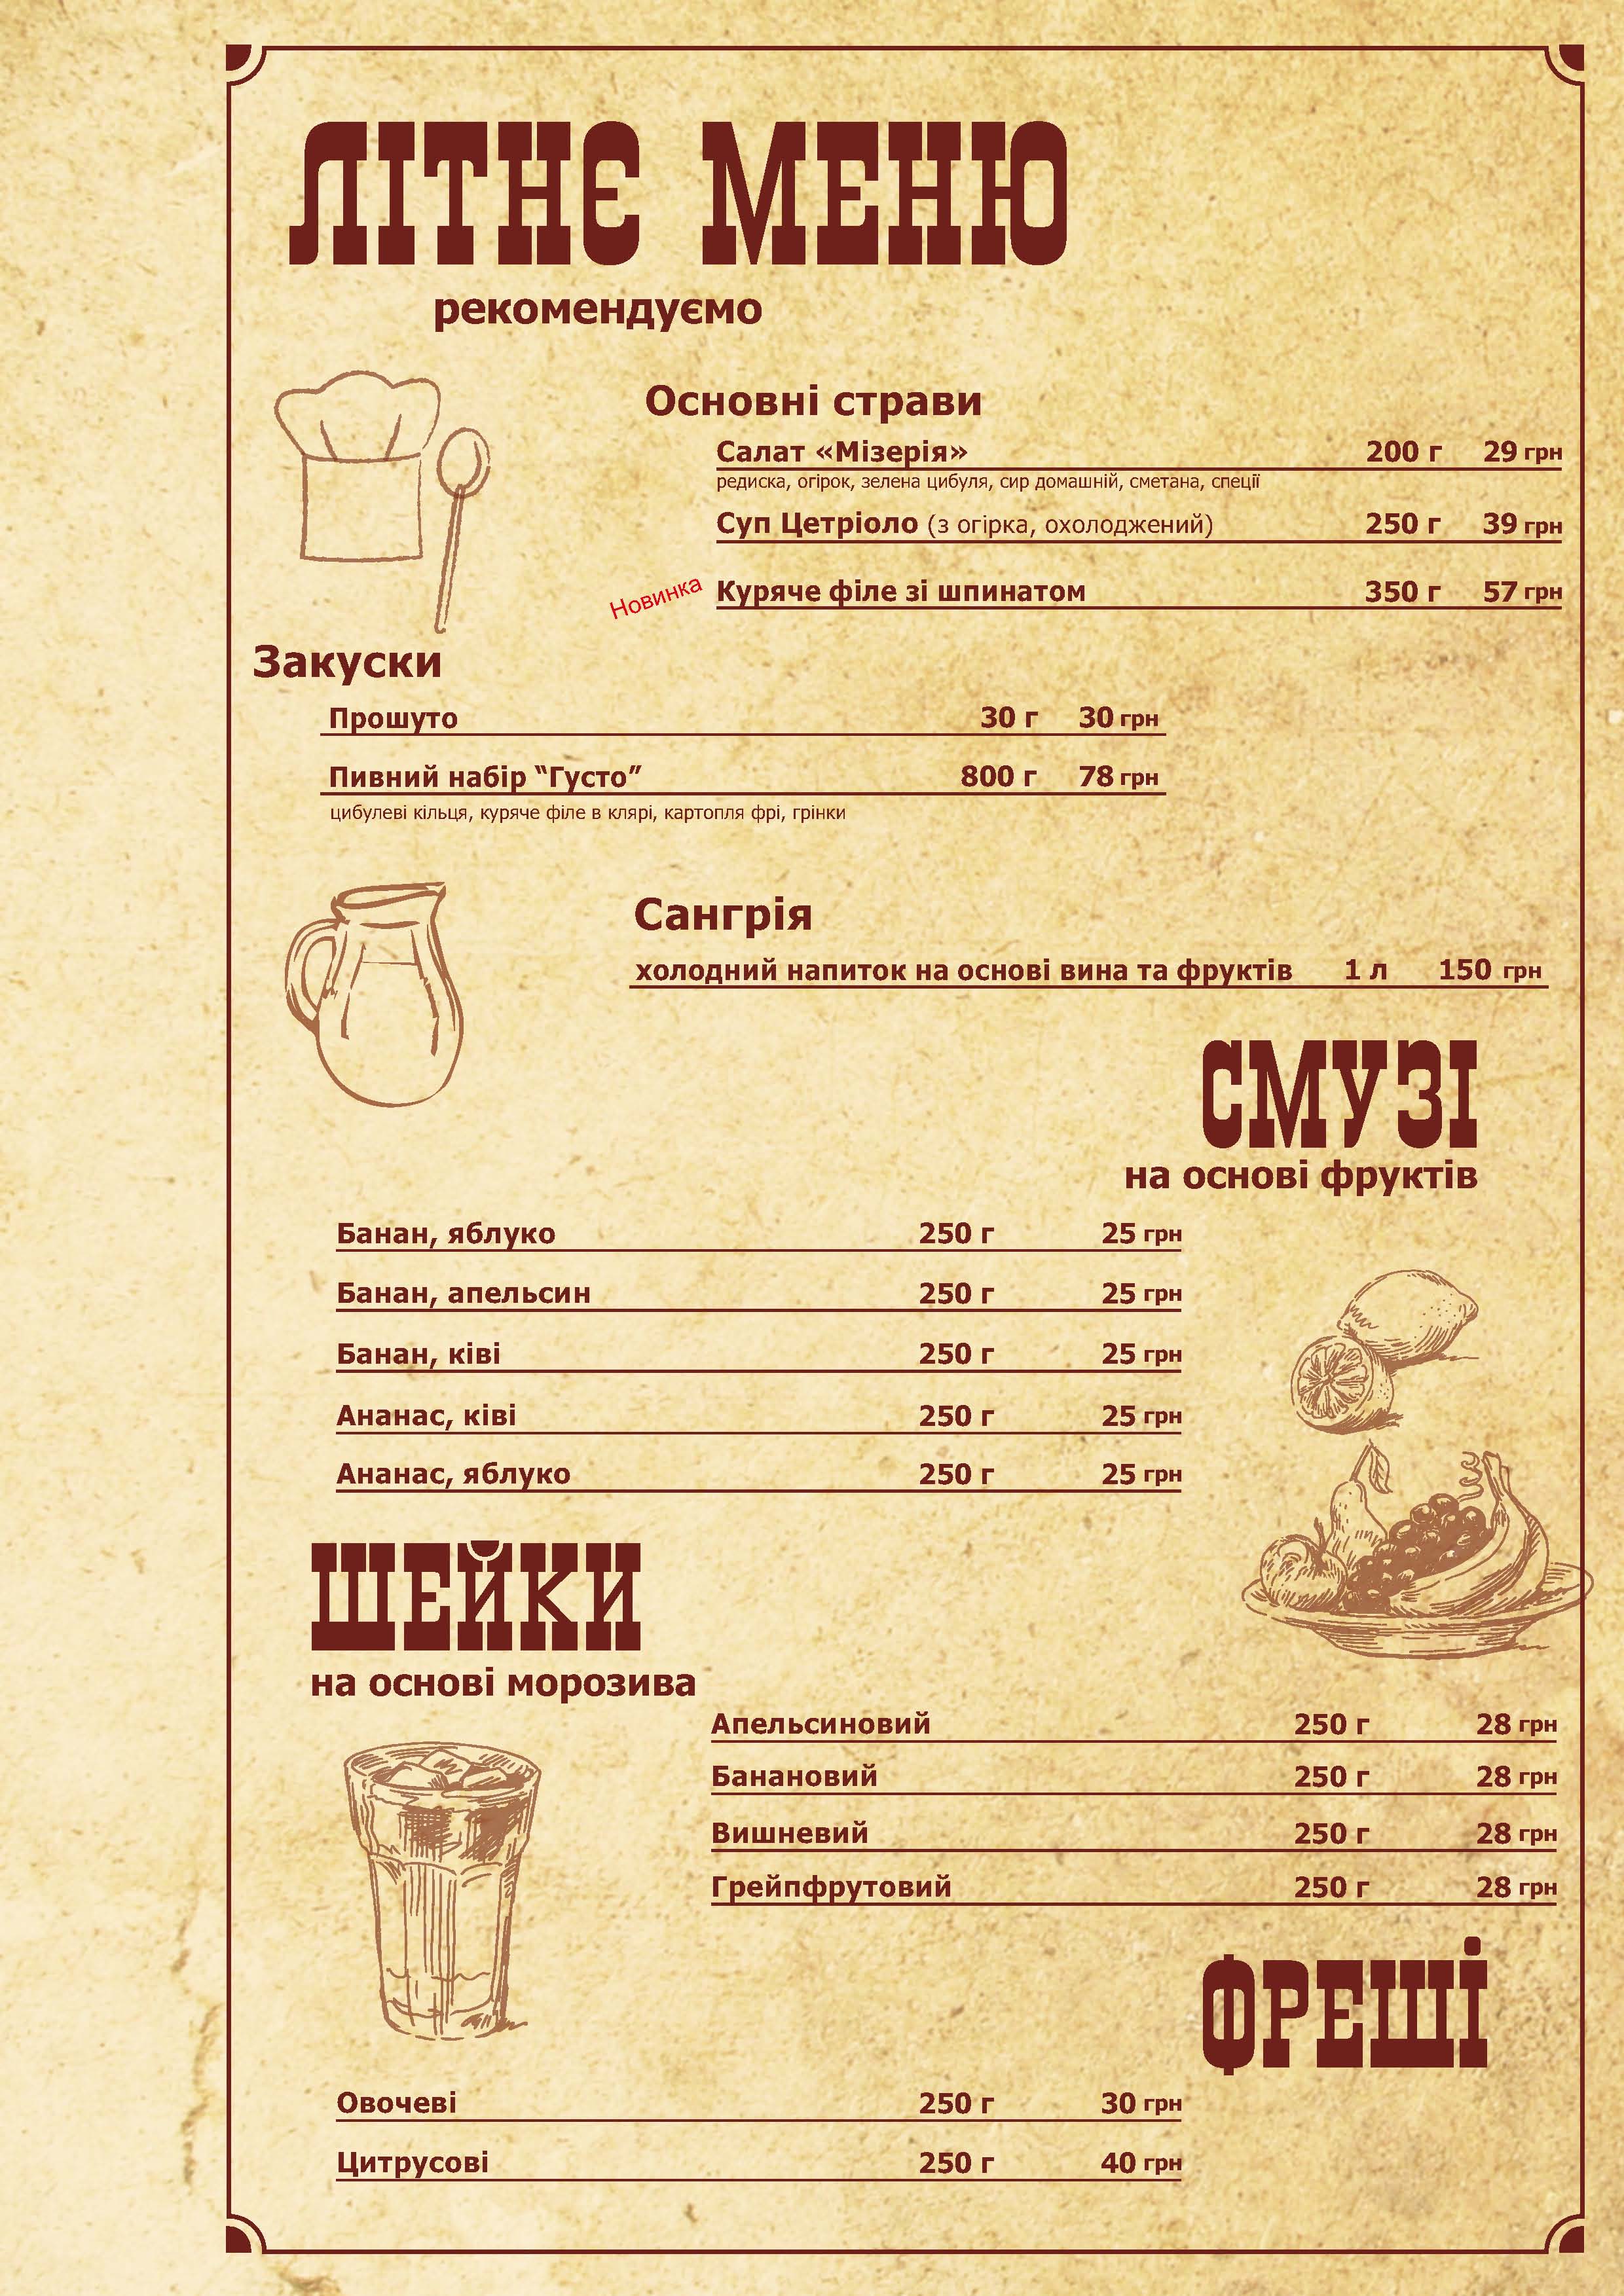 ЛІТНЄ МЕНЮ
рекомендуємо
Основні страви
Салат «Мізерія» 200 г 29 грн
редиска, огірок, зелена цибуля, сир домашній, сметана, спеції
Суп Цетріоло (з огірка, охолоджений) 250 г 39 грн
Новинка Куряче філе зі шпинатом 350 г 57 грн
Закуски
Прошуто 30 г 30 грн
Пивний набір “Густо” 800 г 78 грн
цибулеві кільця, куряче філе в клярі, картопля фрі, грінки
Сангрія
холодний напиток на основі вина та фруктів 1 л 150 грн
СМУЗІ
на основі фруктів
Банан, яблуко 250 г 25 грн
Банан, апельсин 250 г 25 грн
Банан, ківі 250 г 25 грн
Ананас, ківі 250 г 25 грн
Ананас, яблуко 250 г 25 грн
ШЕЙКИ
на основі морозива
Апельсиновий 250 г 28 грн
Банановий 250 г 28 грн
Вишневий 250 г 28 грн
Грейпфрутовий 250 г 28 грн
ФРЕШі
Овочеві 250 г 30 грн
Цитрусові 250 г 40 грн